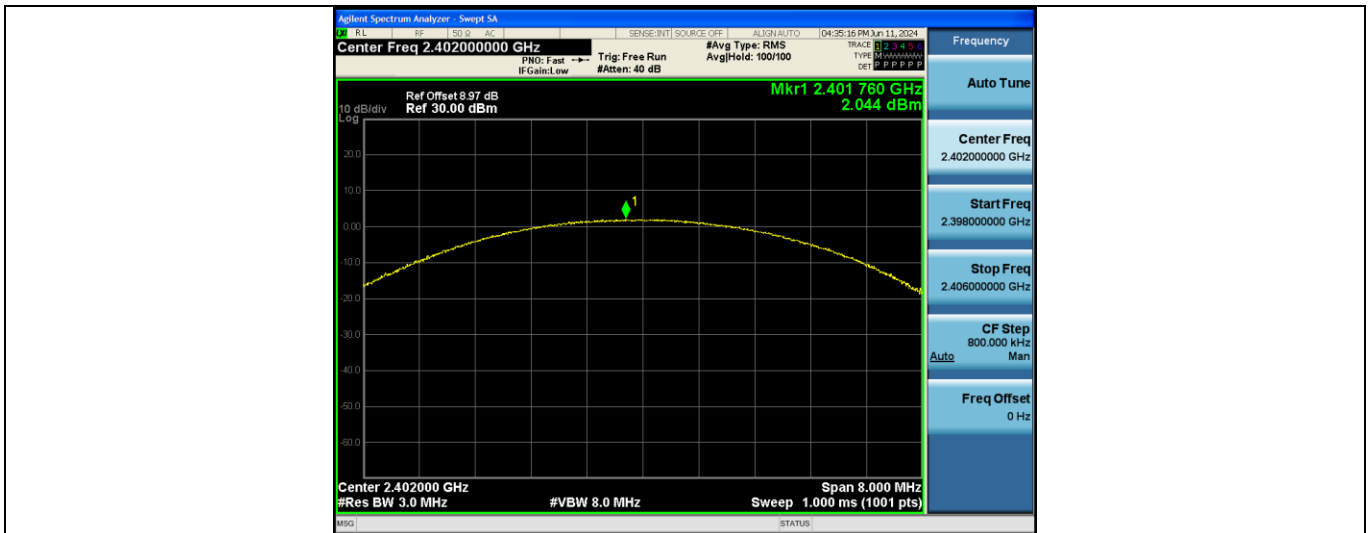 Agilent Spectrum Analyzer - Swept SA
RL RF 50 Ω AC SENSE:INT SOURCE OFF ALIGN AUTO 04:35:16 PM Jun 11, 2024
Center Freq 2.402000000 GHz
PNO: Fast
IFGain:Low
Trig: Free Run
#Atten: 40 dB
#Avg Type: RMS
Avg|Hold: 100/100
TRACE 1 2 3 4 5 6
TYPE M
DET P P P P P P
Ref Offset 8.97 dB
Ref 30.00 dBm
Mkr1 2.401 760 GHz
2.044 dBm
10 dB/div
Log
20.0
10.0
0.00
-10.0
-20.0
-30.0
-40.0
-50.0
-60.0
1
Center 2.402000 GHz
Span 8.000 MHz
#Res BW 3.0 MHz
#VBW 8.0 MHz
Sweep 1.000 ms (1001 pts)
MSG STATUS
Frequency
Auto Tune
Center Freq
2.402000000 GHz
Start Freq
2.398000000 GHz
Stop Freq
2.406000000 GHz
CF Step
800.000 kHz
Auto Man
Freq Offset
0 Hz